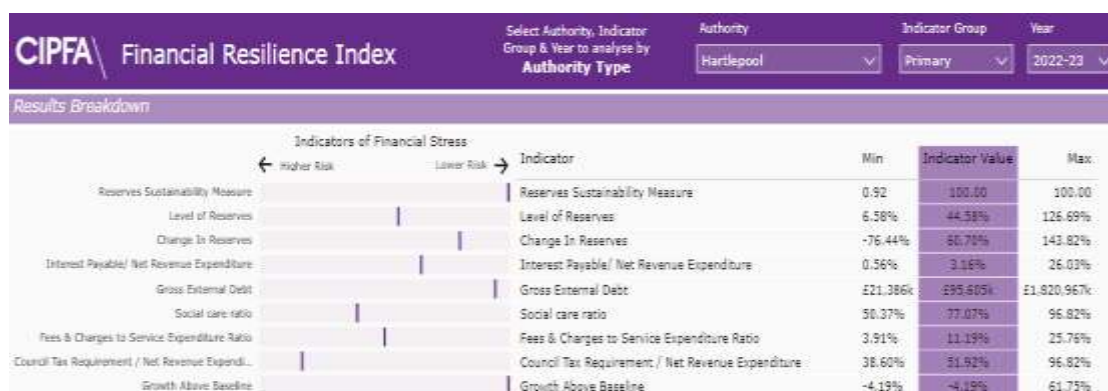 CIPFA\ Financial Resilience Index
Select Authority, Indicator
Group & Year to analyse by
Authority Type
Authority
Hartlepool
Indicator Group
Primary
Year
2022-23
Results Breakdown
Indicators of Financial Stress
← Higher Risk Lower Risk →
Reserves Sustainability Measure
Level of Reserves
Change In Reserves
Interest Payable/ Net Revenue Expenditure
Gross External Debt
Social care ratio
Fees & Charges to Service Expenditure Ratio
Council Tax Requirement / Net Revenue Expendi...
Growth Above Baseline
Indicator Min Indicator Value Max
Reserves Sustainability Measure 0.92 100.00 100.00
Level of Reserves 6.58% 44.58% 126.69%
Change In Reserves -76.44% 60.70% 143.82%
Interest Payable/ Net Revenue Expenditure 0.56% 3.16% 26.03%
Gross External Debt £21,386k £95,605k £1,820,967k
Social care ratio 50.37% 77.07% 96.82%
Fees & Charges to Service Expenditure Ratio 3.91% 11.19% 25.76%
Council Tax Requirement / Net Revenue Expenditure 38.60% 51.92% 96.82%
Growth Above Baseline -4.19% -4.19% 61.75%